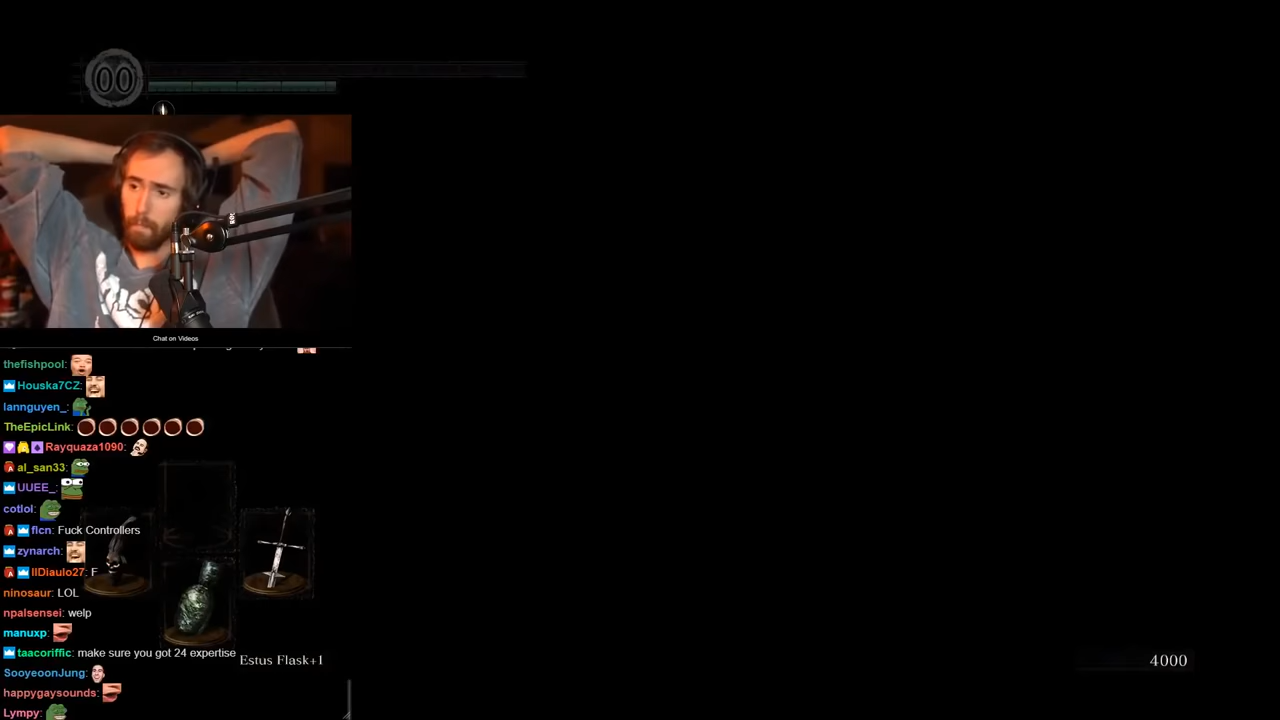 00
Chat on Videos
thefishpool:
Houska7CZ:
lannguyen_:
TheEpicLink:
Rayquaza1090:
al_san33:
UUEE_:
cotlol:
flcn: Fuck Controllers
zynarch:
IlDiaulo27: F
ninosaur: LOL
npalsensei: welp
manuxp:
taacoriffic: make sure you got 24 expertise
Estus Flask+1
4000
SooyeoonJung:
happygaysounds:
Lympy: